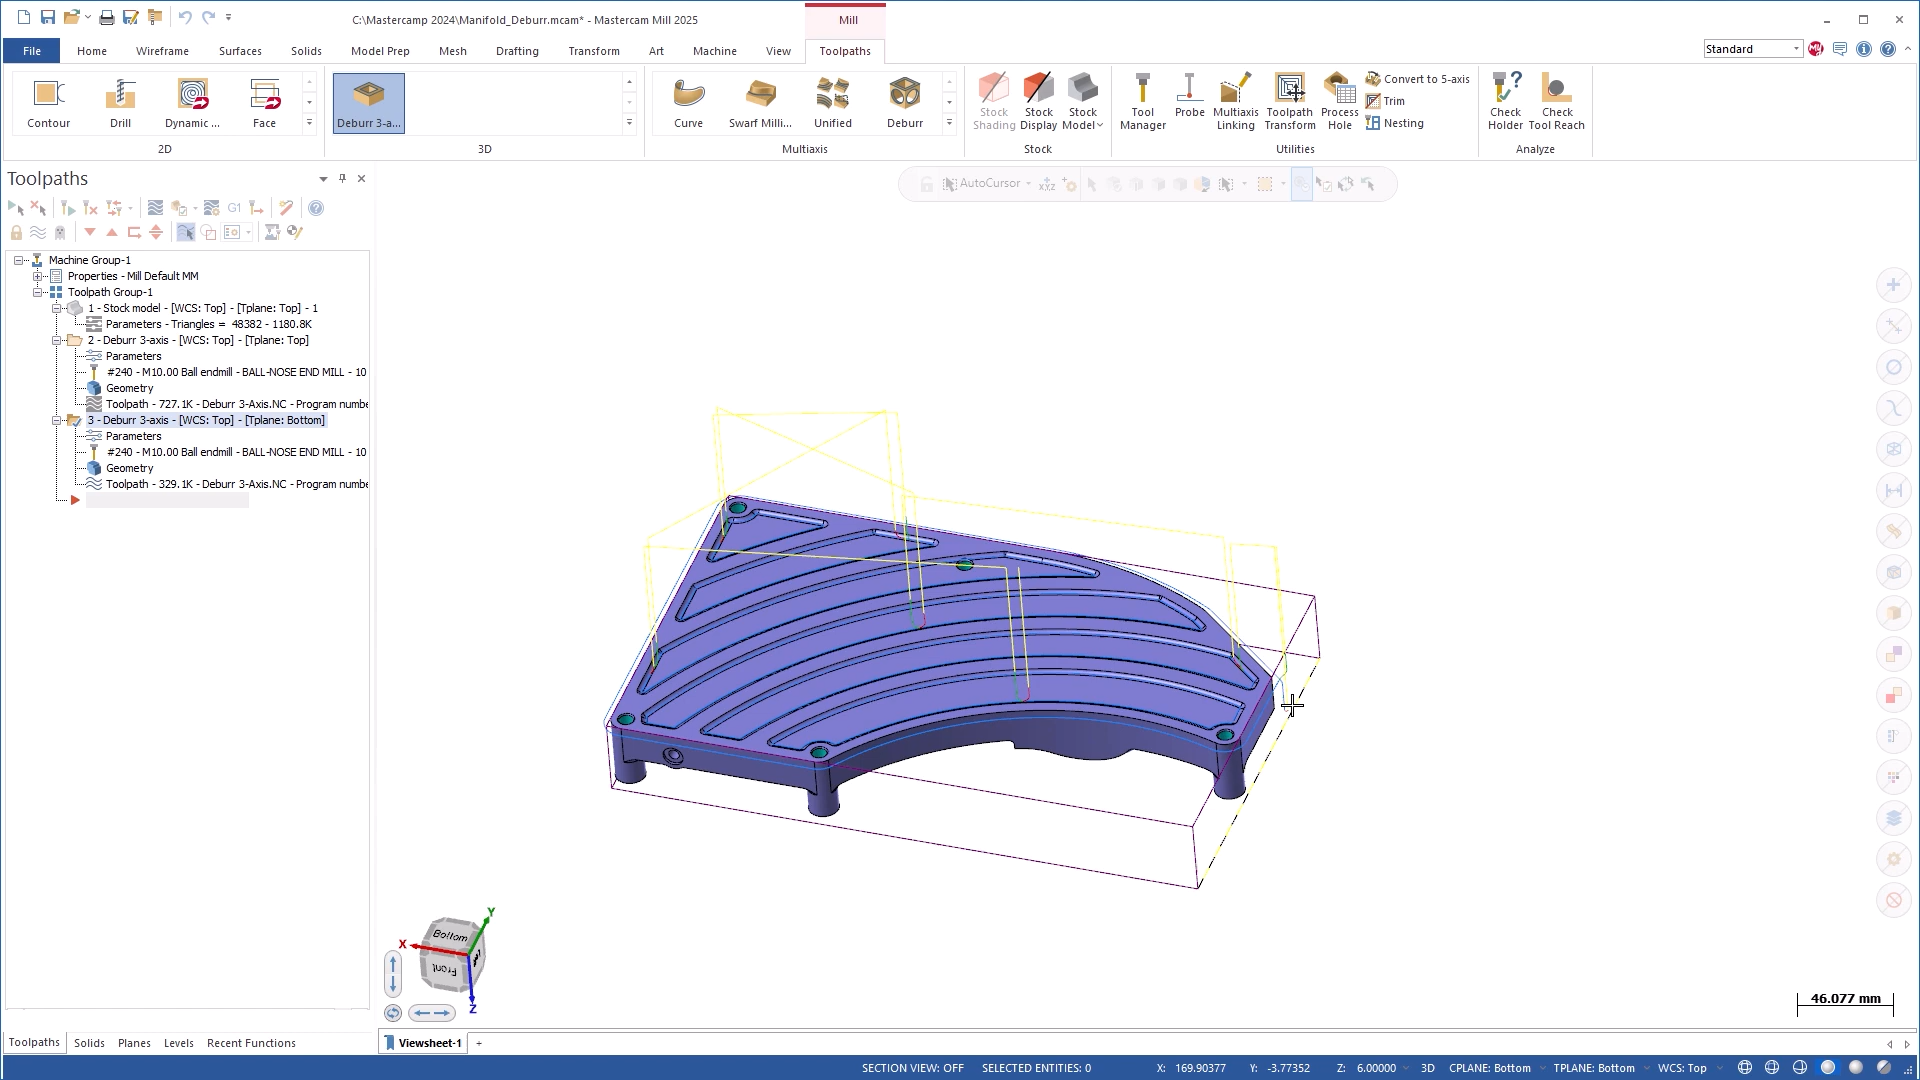 C:\Mastercamp 2024\Manifold_Deburr.mcam* - Mastercam Mill 2025
Mill
File
Home
Wireframe
Surfaces
Solids
Model Prep
Mesh
Drafting
Transform
Art
Machine
View
Toolpaths
Standard
Contour
Drill
Dynamic ...
Face
2D
Deburr 3-a...
3D
Curve
Swarf Milli...
Unified
Deburr
Multiaxis
Stock Shading
Stock Display
Stock Model
Stock
Tool Manager
Probe
Multiaxis Linking
Toolpath Transform
Process Hole
Convert to 5-axis
Trim
Nesting
Utilities
Check Holder
Check Tool Reach
Analyze
Toolpaths
G1
AutoCursor
XYZ
Machine Group-1
Properties - Mill Default MM
Toolpath Group-1
1 - Stock model - [WCS: Top] - [Tplane: Top] - 1
Parameters - Triangles = 48382 - 1180.8K
2 - Deburr 3-axis - [WCS: Top] - [Tplane: Top]
Parameters
#240 - M10.00 Ball endmill - BALL-NOSE END MILL - 10
Geometry
Toolpath - 727.1K - Deburr 3-Axis.NC - Program numbe
3 - Deburr 3-axis - [WCS: Top] - [Tplane: Bottom]
Parameters
#240 - M10.00 Ball endmill - BALL-NOSE END MILL - 10
Geometry
Toolpath - 329.1K - Deburr 3-Axis.NC - Program numbe
Y
Bottom
X
Front
Z
46.077 mm
Toolpaths
Solids
Planes
Levels
Recent Functions
Viewsheet-1
+
SECTION VIEW: OFF
SELECTED ENTITIES: 0
X: 169.90377
Y: -3.77352
Z: 6.00000
3D
CPLANE: Bottom
TPLANE: Bottom
WCS: Top